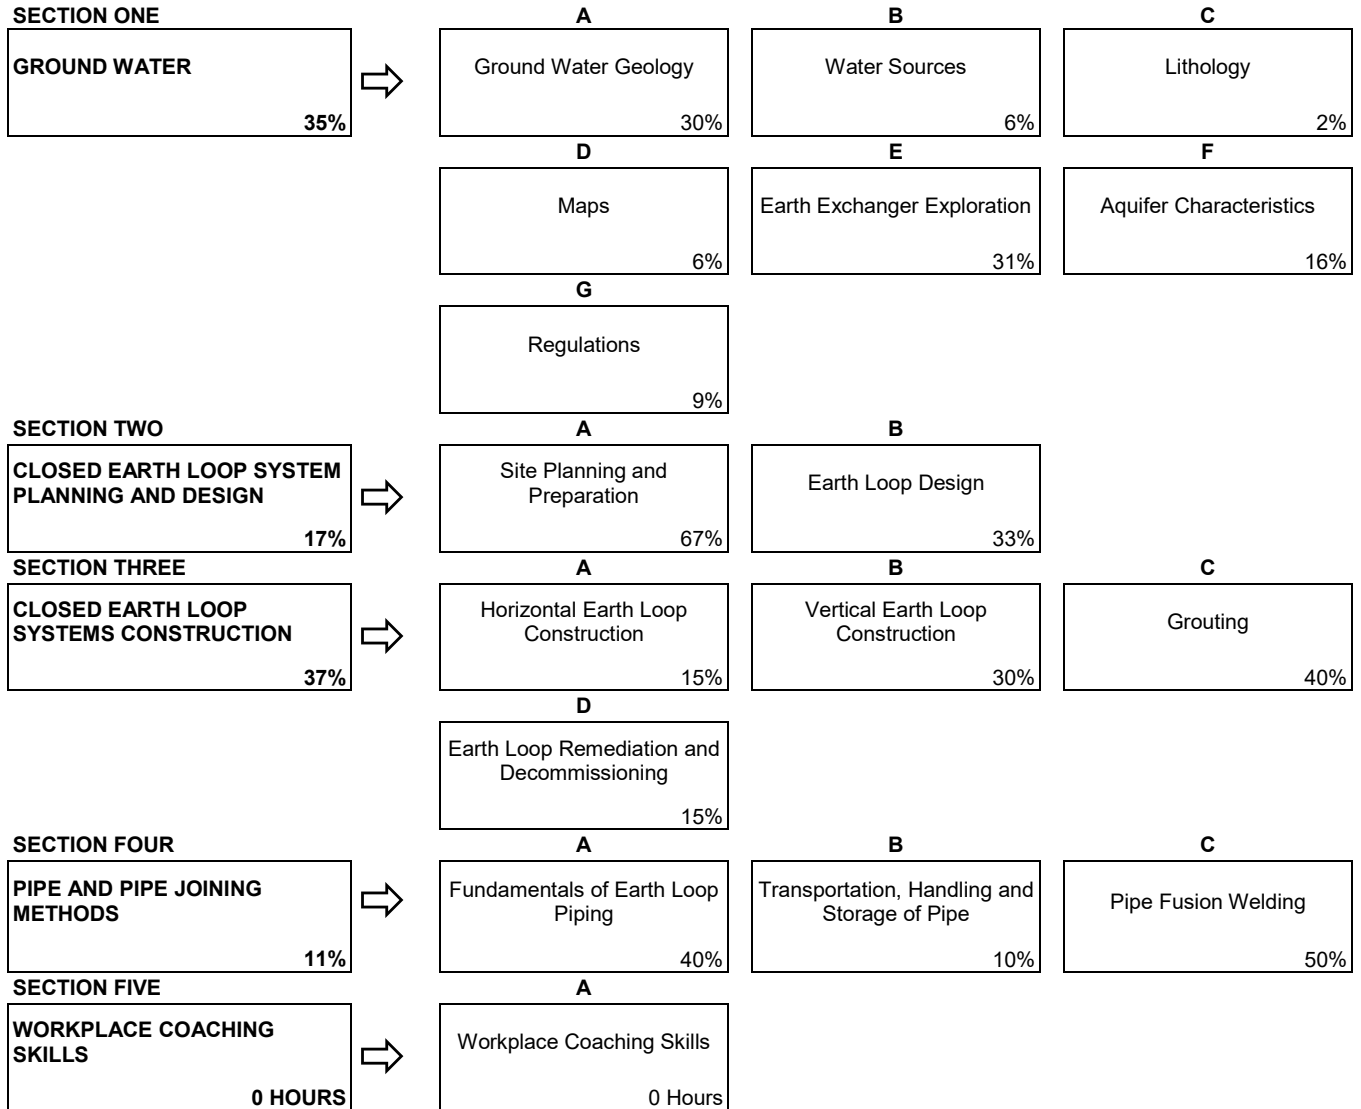 SECTION ONE
A
B
C
GROUND WATER
35%
Ground Water Geology
30%
Water Sources
6%
Lithology
2%
D
E
F
Maps
6%
Earth Exchanger Exploration
31%
Aquifer Characteristics
16%
G
Regulations
9%
SECTION TWO
A
B
CLOSED EARTH LOOP SYSTEM
PLANNING AND DESIGN
17%
Site Planning and
Preparation
67%
Earth Loop Design
33%
SECTION THREE
A
B
C
CLOSED EARTH LOOP
SYSTEMS CONSTRUCTION
37%
Horizontal Earth Loop
Construction
15%
Vertical Earth Loop
Construction
30%
Grouting
40%
D
Earth Loop Remediation and
Decommissioning
15%
SECTION FOUR
A
B
C
PIPE AND PIPE JOINING
METHODS
11%
Fundamentals of Earth Loop
Piping
40%
Transportation, Handling and
Storage of Pipe
10%
Pipe Fusion Welding
50%
SECTION FIVE
A
WORKPLACE COACHING
SKILLS
0 HOURS
Workplace Coaching Skills
0 Hours